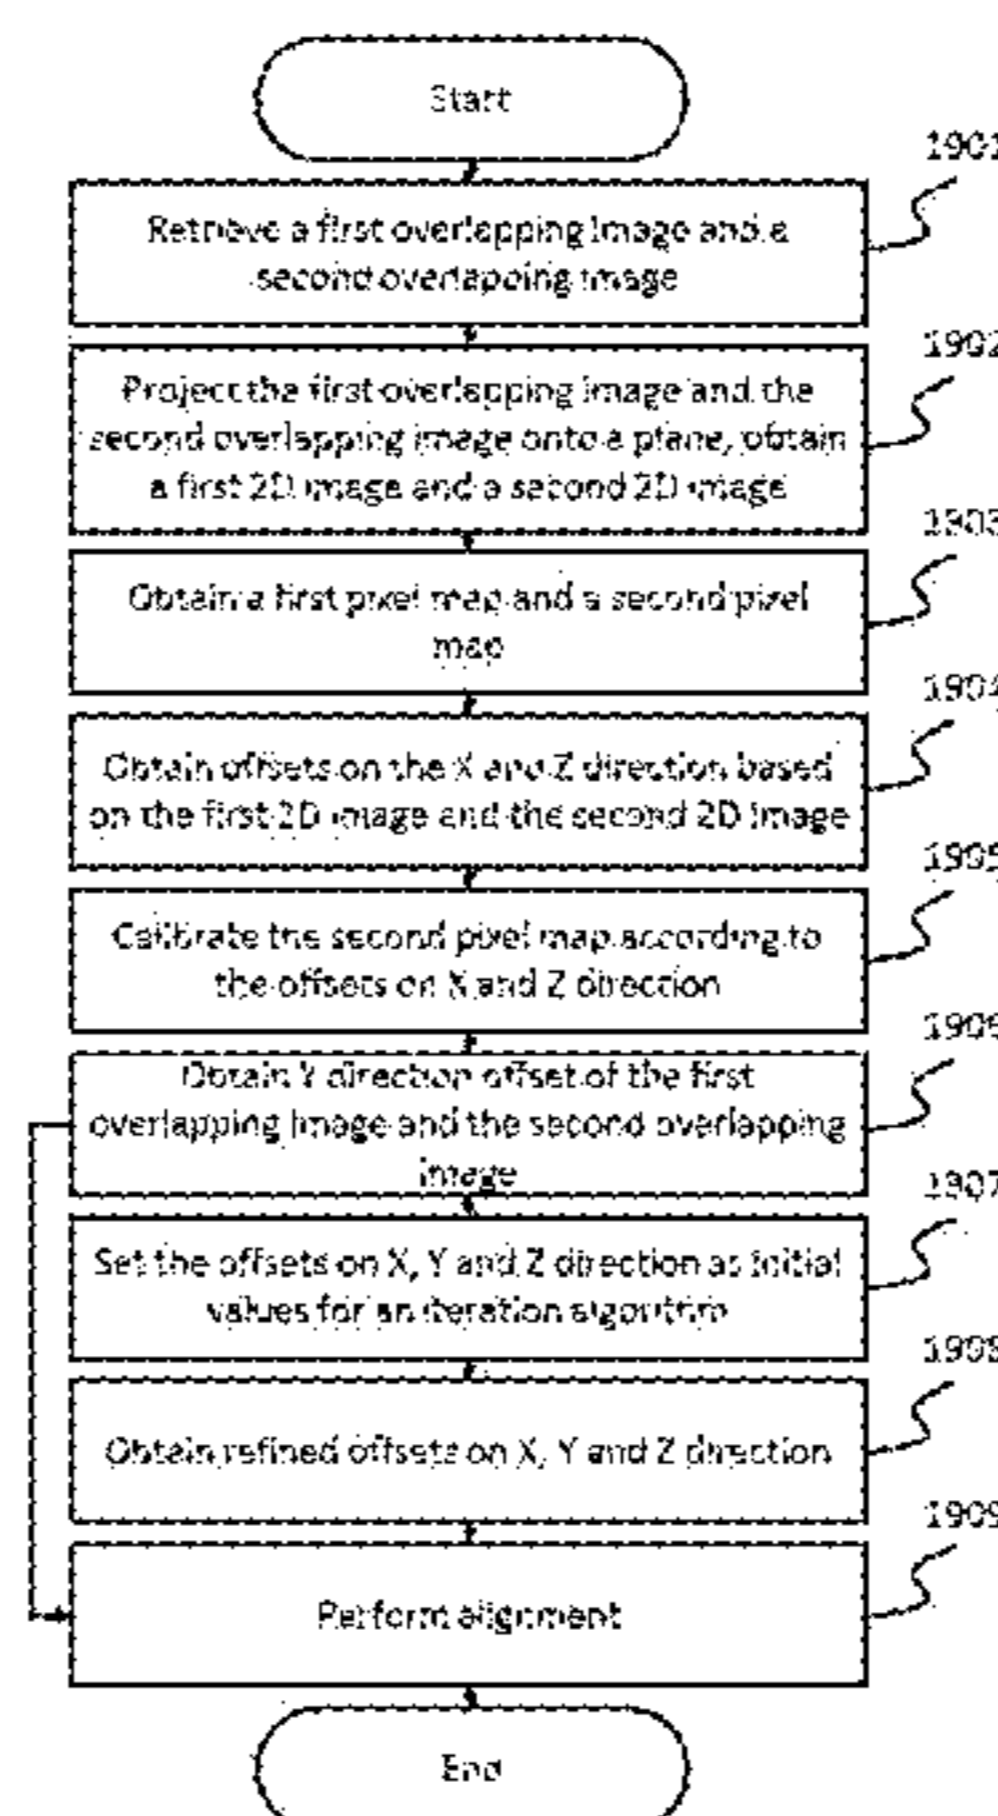 Start
1901
Retrieve a first overlapping image and a
second overlapping image
1902
Project the first overlapping image and the
second overlapping image onto a plane, obtain
a first 2D image and a second 2D image
1903
Obtain a first pixel map and a second pixel
map
1904
Obtain offsets on the X and Z direction based
on the first 2D image and the second 2D image
1905
Calibrate the second pixel map according to
the offsets on X and Z direction
1906
Obtain Y direction offset of the first
overlapping image and the second overlapping
image
1907
Set the offsets on X, Y and Z direction as initial
values for an iteration algorithm
1908
Obtain refined offsets on X, Y and Z direction
1909
Perform alignment
End